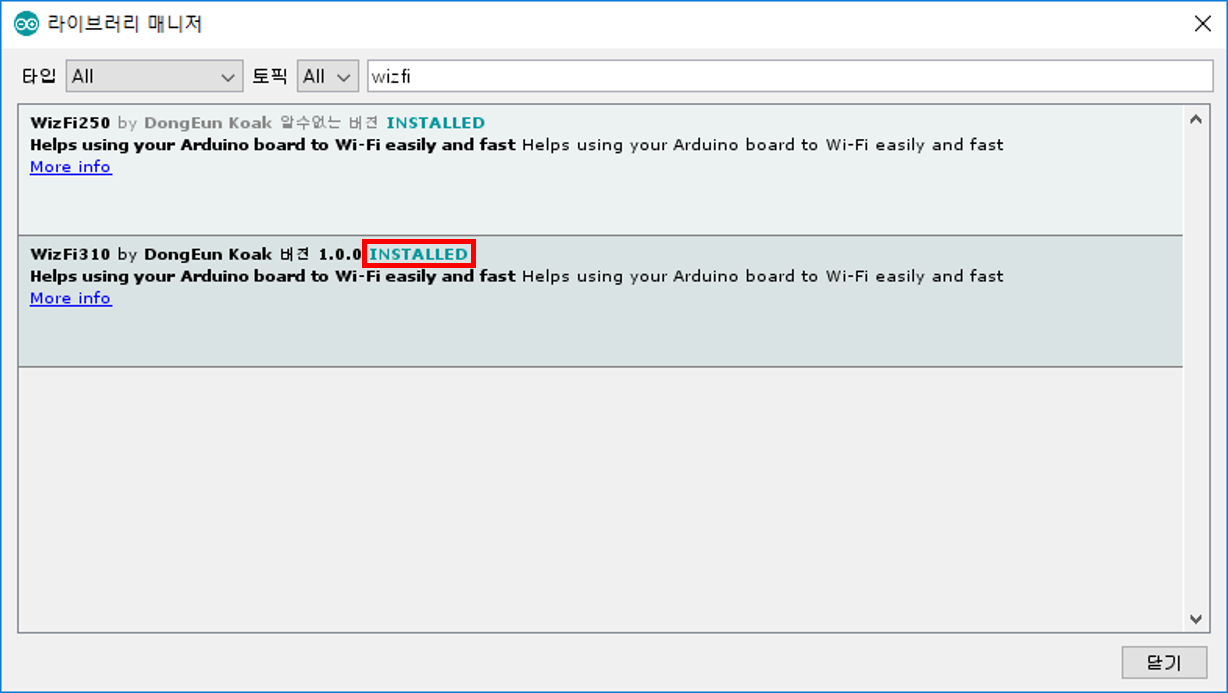 라이브러리 매니저
타입 All 토픽 All wizfi
WizFi250 by DongEun Koak 알수없는 버전 INSTALLED
Helps using your Arduino board to Wi-Fi easily and fast Helps using your Arduino board to Wi-Fi easily and fast
More info
WizFi310 by DongEun Koak 버전 1.0.0 INSTALLED
Helps using your Arduino board to Wi-Fi easily and fast Helps using your Arduino board to Wi-Fi easily and fast
More info
닫기